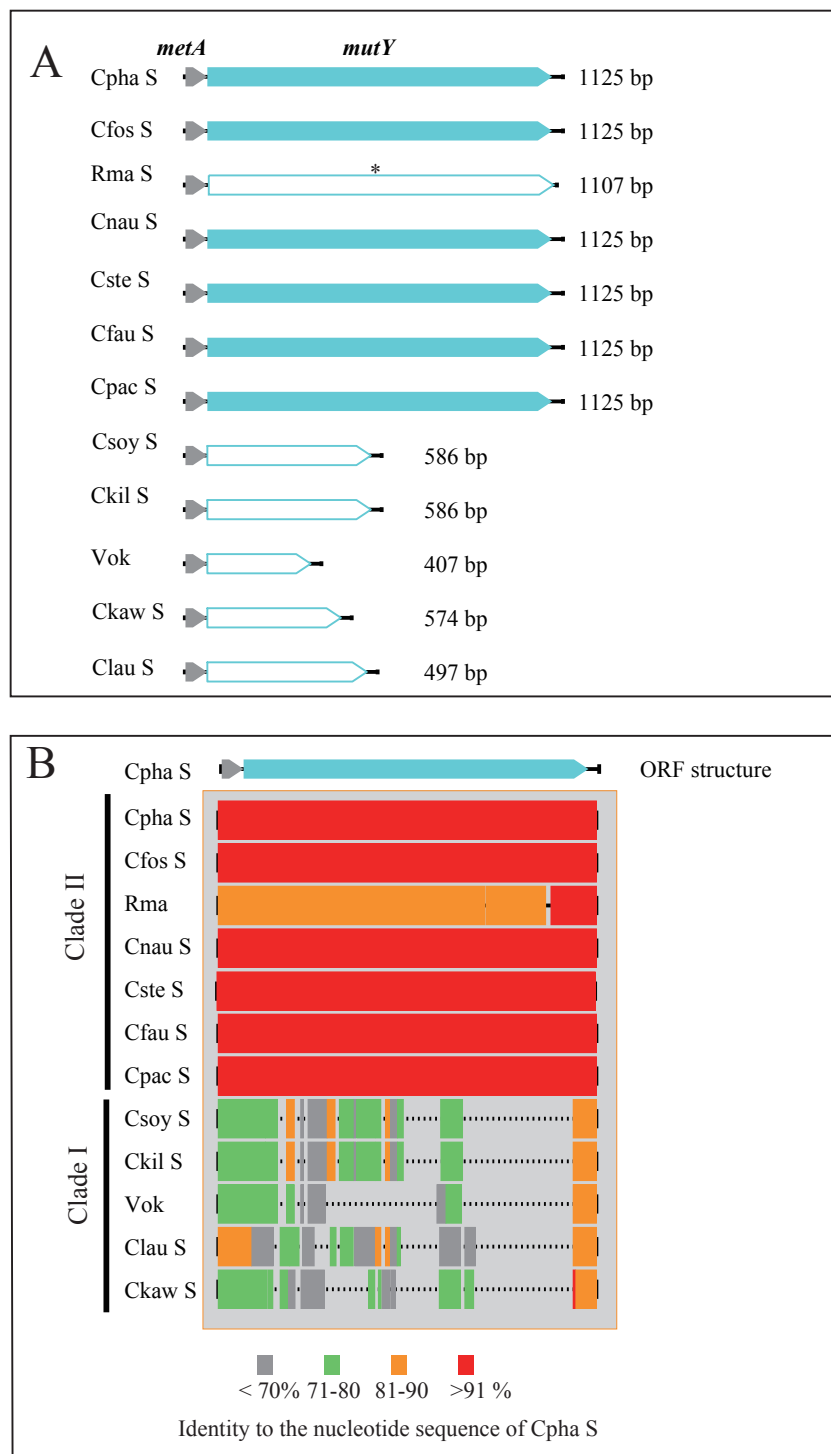 A
metA mutY
Cpha S 1125 bp
Cfos S 1125 bp
*
Rma S 1107 bp
Cnau S 1125 bp
Cste S 1125 bp
Cfau S 1125 bp
Cpac S 1125 bp
Csoy S 586 bp
Ckil S 586 bp
Vok 407 bp
Ckaw S 574 bp
Clau S 497 bp
B
Cpha S ORF structure
Clade II
Cpha S
Cfos S
Rma
Cnau S
Cste S
Cfau S
Cpac S
Clade I
Csoy S
Ckil S
Vok
Clau S
Ckaw S
< 70% 71-80 81-90 >91 %
Identity to the nucleotide sequence of Cpha S